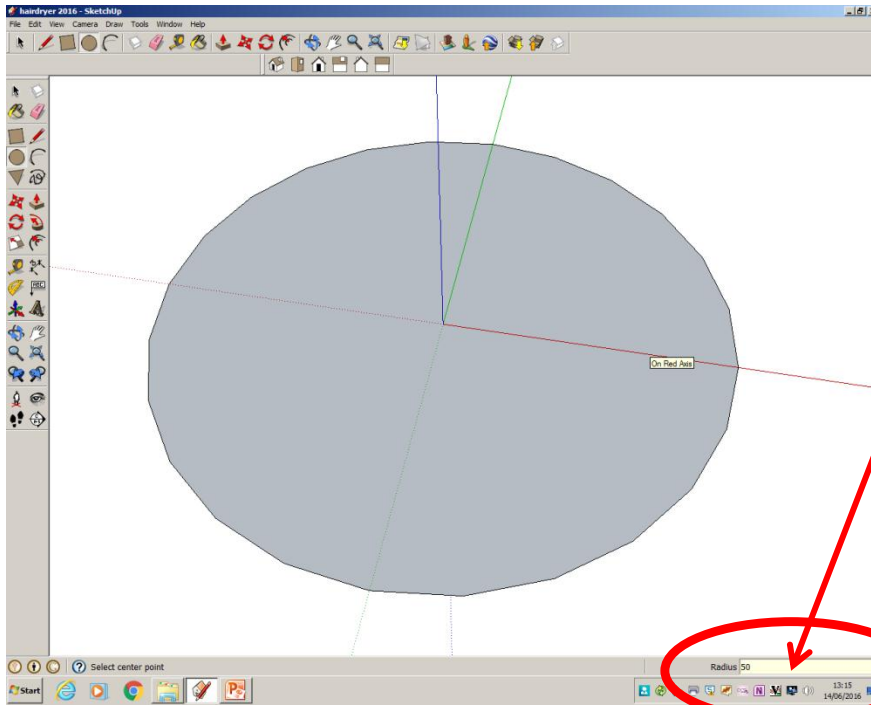 hairdryer 2016 - SketchUp
File Edit View Camera Draw Tools Window Help
On Red Axis
Select center point
Radius 50
Start
13:15
14/06/2016